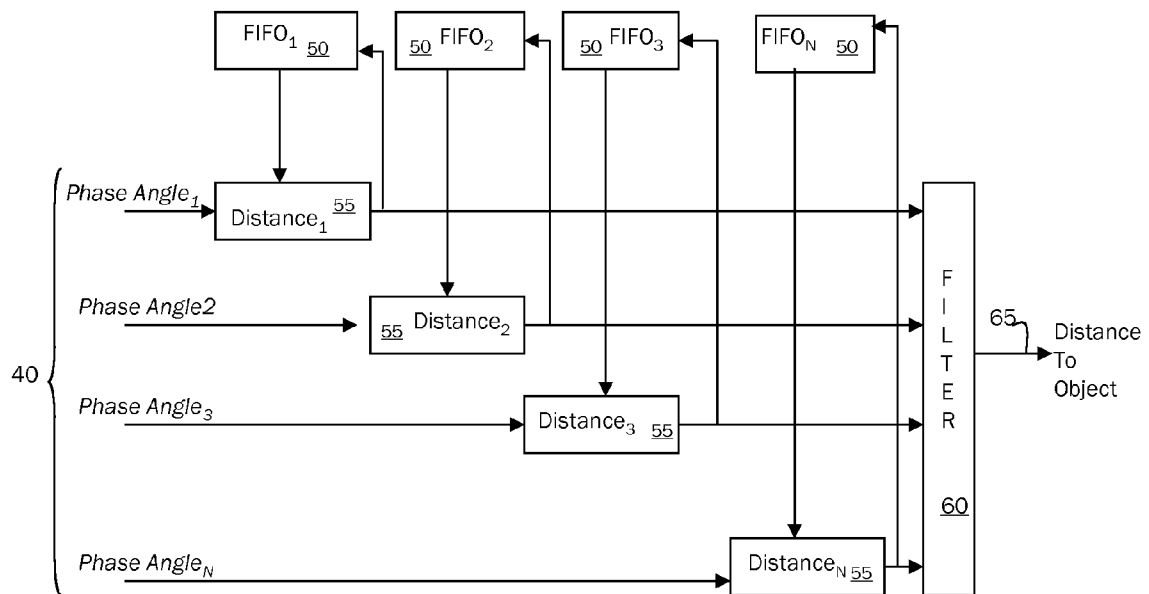 FIFO1 50
50 FIFO2
50 FIFO3
FIFON 50
40
Phase Angle1
Distance1 55
Phase Angle2
55 Distance2
Phase Angle3
Distance3 55
Phase AngleN
DistanceN 55
FILTER
60
65
Distance
To
Object